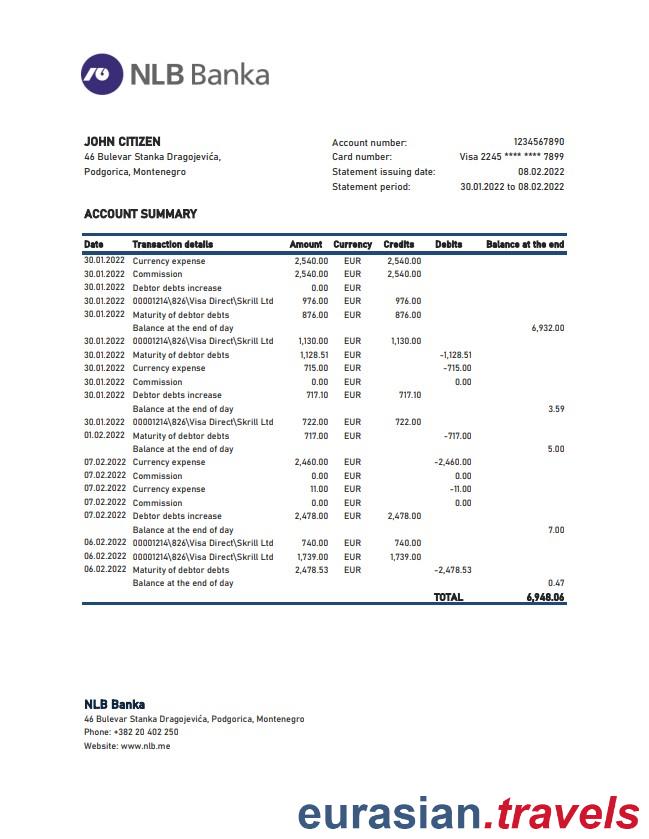 NLB Banka
JOHN CITIZEN
46 Bulevar Stanka Dragojevića,
Podgorica, Montenegro
Account number: 1234567890
Card number: Visa 2245 **** **** 7899
Statement issuing date: 08.02.2022
Statement period: 30.01.2022 to 08.02.2022
ACCOUNT SUMMARY
Date Transaction details Amount Currency Credits Debits Balance at the end
30.01.2022 Currency expense 2,540.00 EUR 2,540.00
30.01.2022 Commission 2,540.00 EUR 2,540.00
30.01.2022 Debtor debts increase 0.00 EUR
30.01.2022 00001214\826\Visa Direct\Skrill Ltd 976.00 EUR 976.00
30.01.2022 Maturity of debtor debts 876.00 EUR 876.00
Balance at the end of day 6,932.00
30.01.2022 00001214\826\Visa Direct\Skrill Ltd 1,130.00 EUR 1,130.00
30.01.2022 Maturity of debtor debts 1,128.51 EUR -1,128.51
30.01.2022 Currency expense 715.00 EUR -715.00
30.01.2022 Commission 0.00 EUR 0.00
30.01.2022 Debtor debts increase 717.10 EUR 717.10
Balance at the end of day 3.59
30.01.2022 00001214\826\Visa Direct\Skrill Ltd 722.00 EUR 722.00
01.02.2022 Maturity of debtor debts 717.00 EUR -717.00
Balance at the end of day 5.00
07.02.2022 Currency expense 2,460.00 EUR -2,460.00
07.02.2022 Commission 0.00 EUR 0.00
07.02.2022 Currency expense 11.00 EUR -11.00
07.02.2022 Commission 0.00 EUR 0.00
07.02.2022 Debtor debts increase 2,478.00 EUR 2,478.00
Balance at the end of day 7.00
06.02.2022 00001214\826\Visa Direct\Skrill Ltd 740.00 EUR 740.00
06.02.2022 00001214\826\Visa Direct\Skrill Ltd 1,739.00 EUR 1,739.00
06.02.2022 Maturity of debtor debts 2,478.53 EUR -2,478.53
Balance at the end of day 0.47
TOTAL 6,948.06
NLB Banka
46 Bulevar Stanka Dragojevića, Podgorica, Montenegro
Phone: +382 20 402 250
Website: www.nlb.me
eurasian.travels